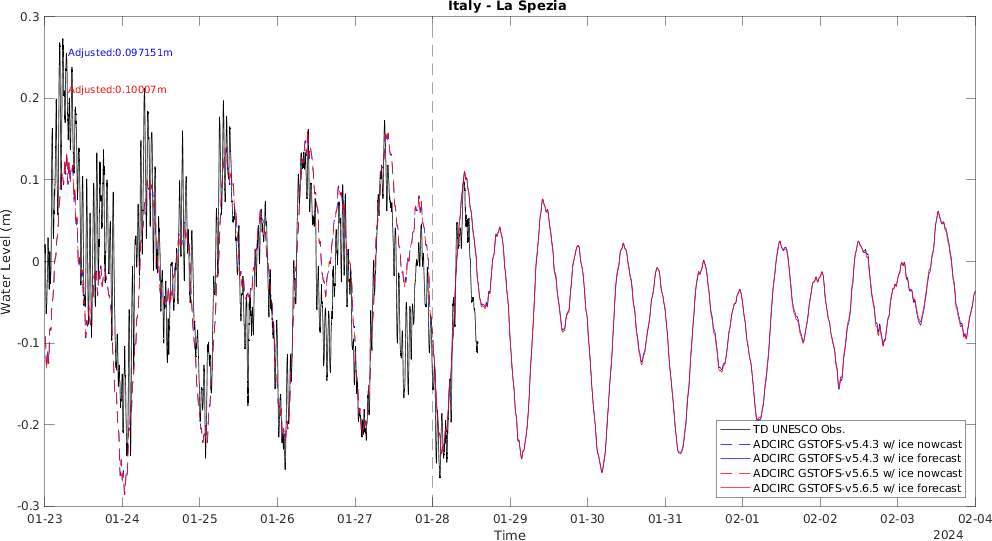 Italy - La Spezia
Adjusted:0.097151m
Adjusted:0.10007m
Water Level (m)
0.3
0.2
0.1
0
-0.1
-0.2
-0.3
TD UNESCO Obs.
ADCIRC GSTOFS-v5.4.3 w/ ice nowcast
ADCIRC GSTOFS-v5.4.3 w/ ice forecast
ADCIRC GSTOFS-v5.6.5 w/ ice nowcast
ADCIRC GSTOFS-v5.6.5 w/ ice forecast
01-23 01-24 01-25 01-26 01-27 01-28 01-29 01-30 01-31 02-01 02-02 02-03 02-04
Time
2024